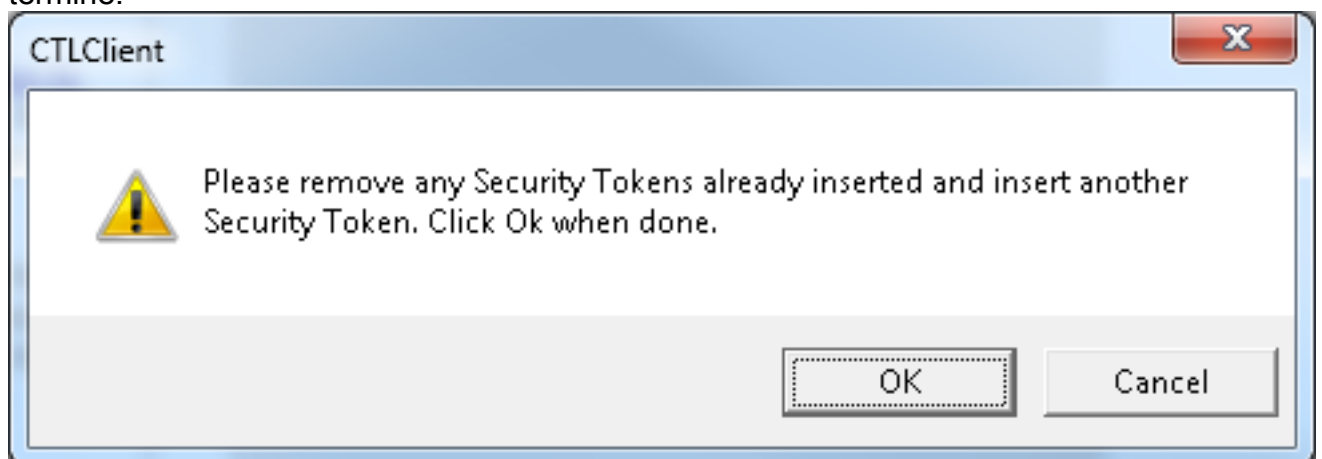 termine.
CTLClient
Please remove any Security Tokens already inserted and insert another
Security Token. Click Ok when done.
OK
Cancel